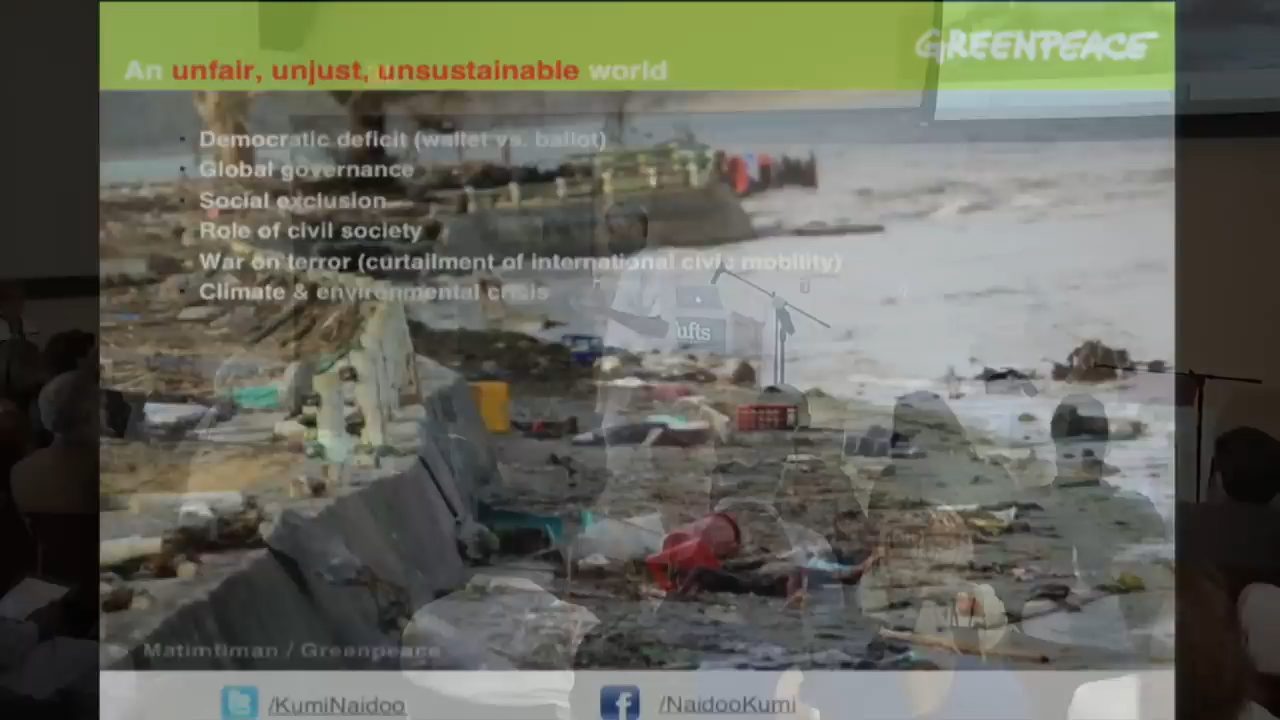 GREENPEACE
An unfair, unjust, unsustainable world
Democratic deficit (wallet vs. ballot)
Global governance
Social exclusion
Role of civil society
War on terror (curtailment of international civic mobility)
Climate & environmental crisis
ufts
Matimtiman / Greenpeace
/KumiNaidoo
/NaidooKumi